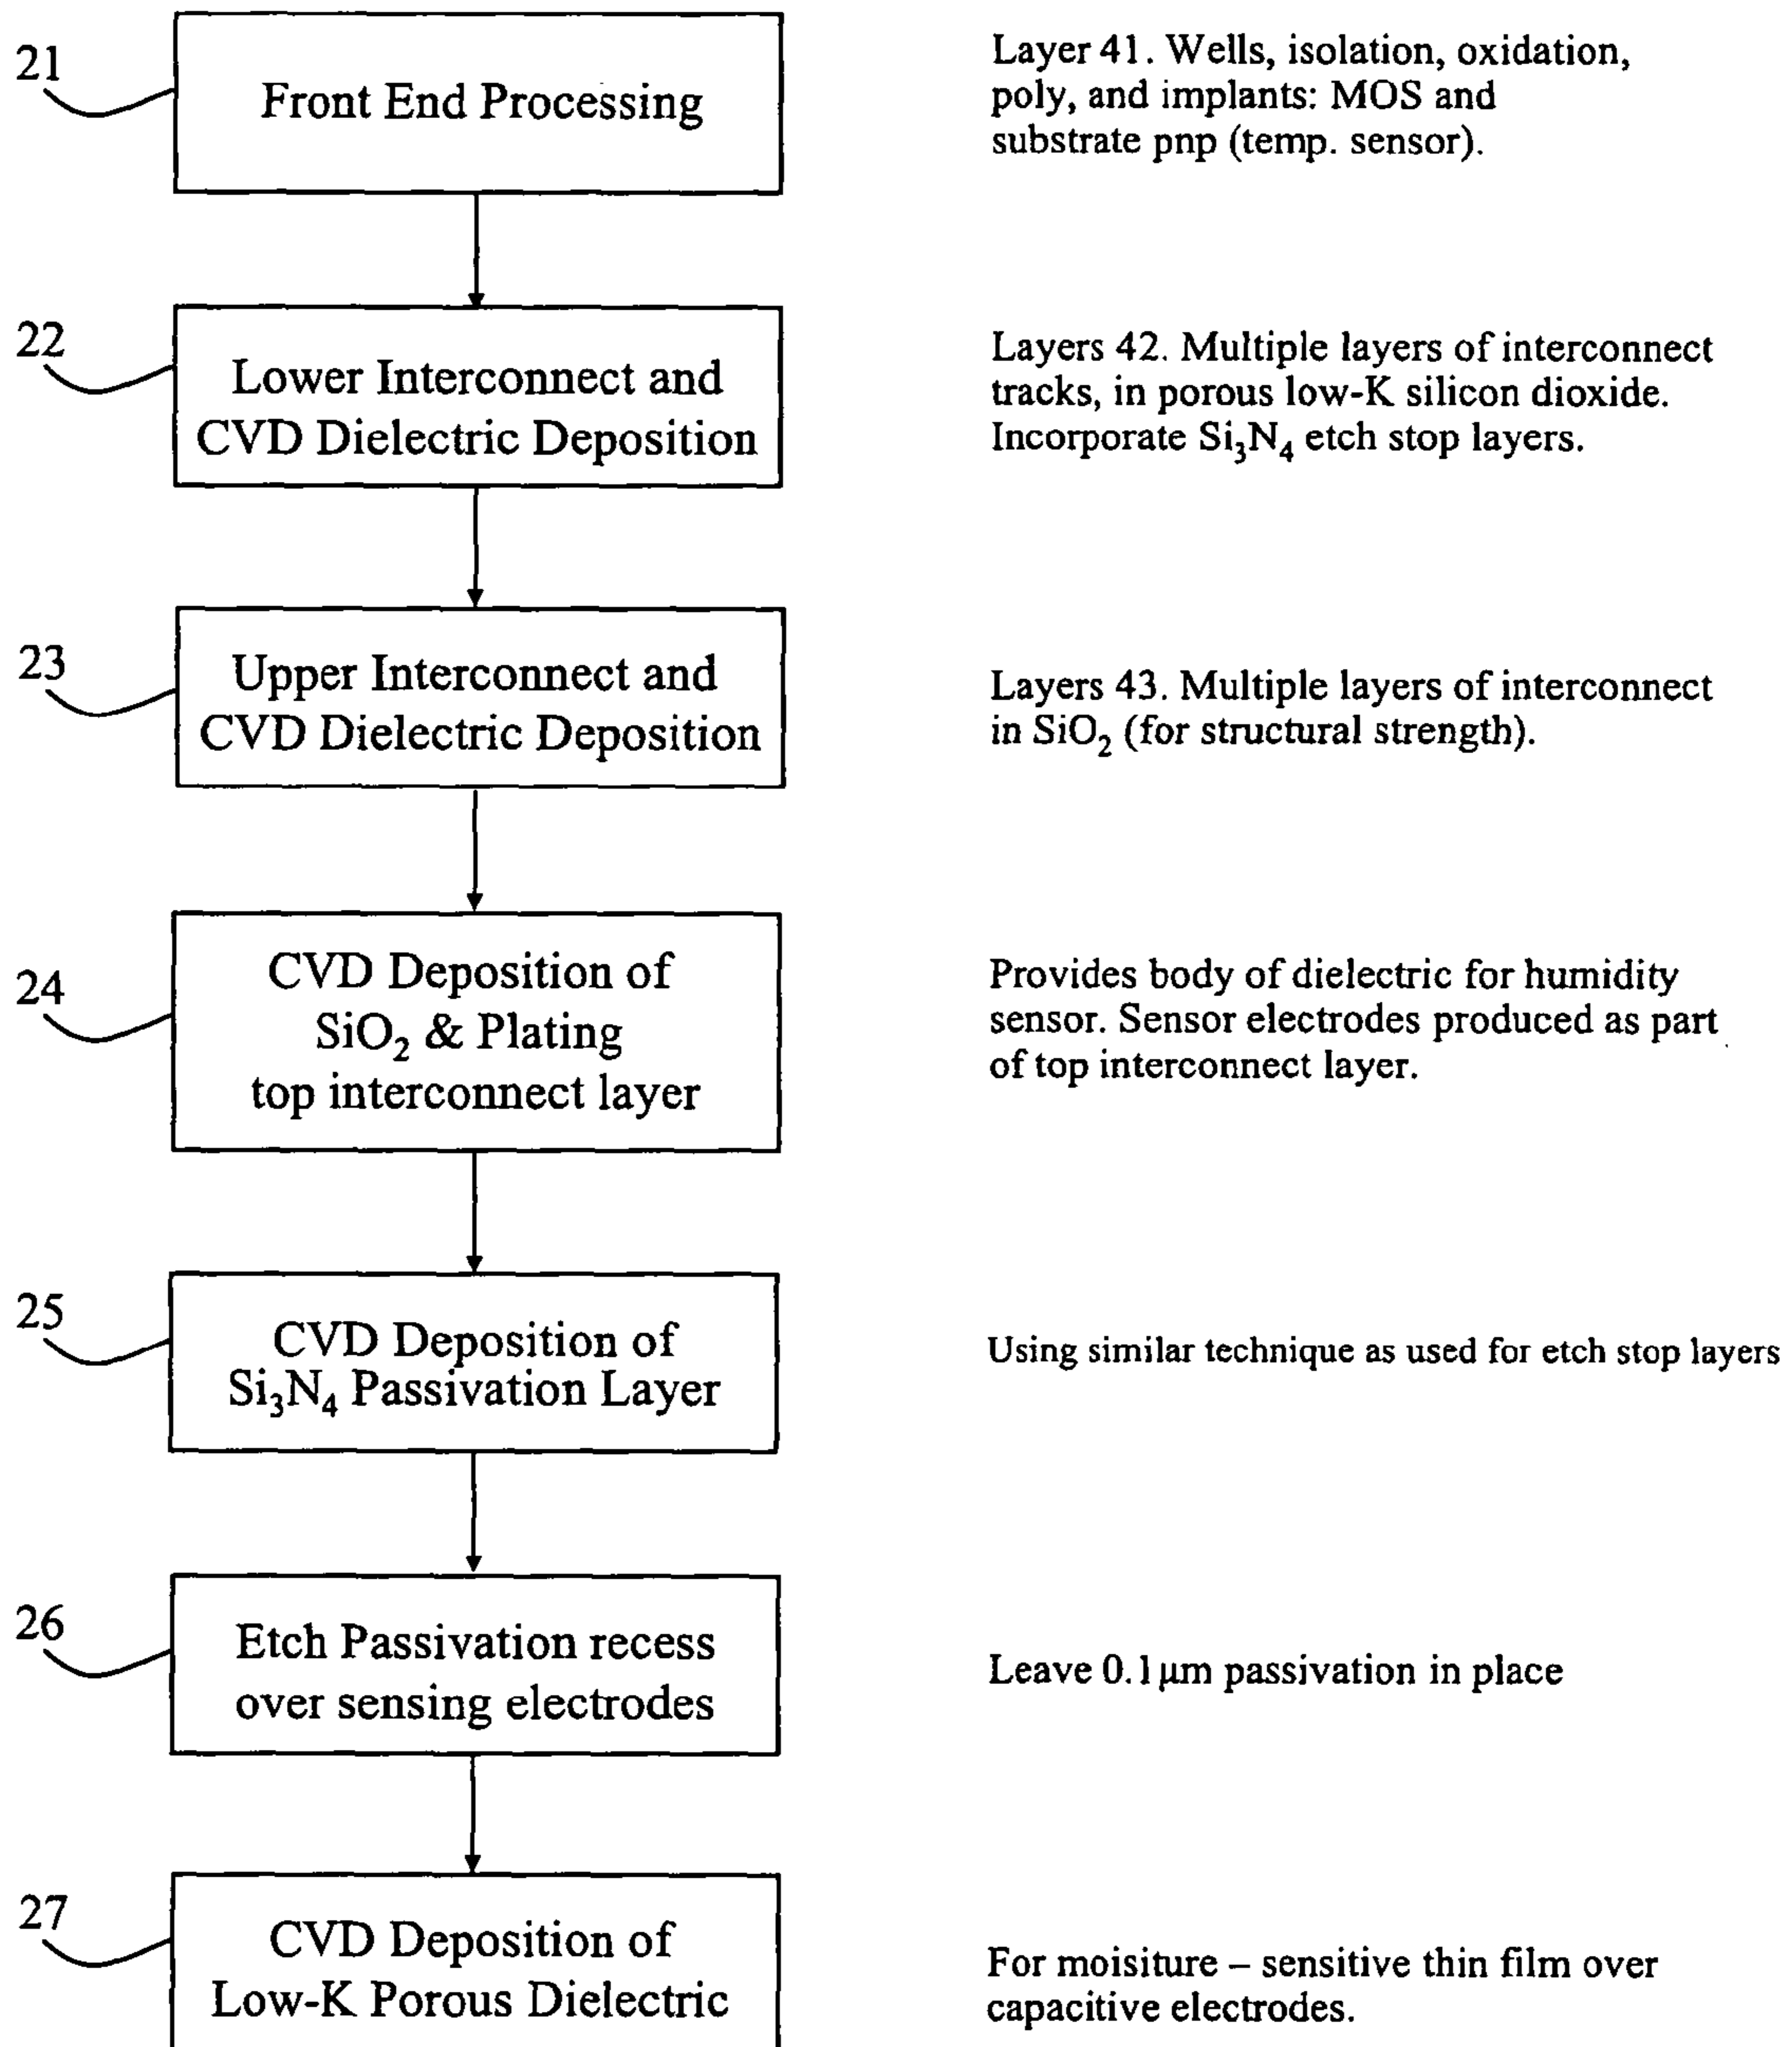 21
Front End Processing
Layer 41. Wells, isolation, oxidation,
poly, and implants: MOS and
substrate pnp (temp. sensor).
22
Lower Interconnect and
CVD Dielectric Deposition
Layers 42. Multiple layers of interconnect
tracks, in porous low-K silicon dioxide.
Incorporate Si₃N₄ etch stop layers.
23
Upper Interconnect and
CVD Dielectric Deposition
Layers 43. Multiple layers of interconnect
in SiO₂ (for structural strength).
24
CVD Deposition of
SiO₂ & Plating
top interconnect layer
Provides body of dielectric for humidity
sensor. Sensor electrodes produced as part
of top interconnect layer.
25
CVD Deposition of
Si₃N₄ Passivation Layer
Using similar technique as used for etch stop layers
26
Etch Passivation recess
over sensing electrodes
Leave 0.1μm passivation in place
27
CVD Deposition of
Low-K Porous Dielectric
For moisiture – sensitive thin film over
capacitive electrodes.